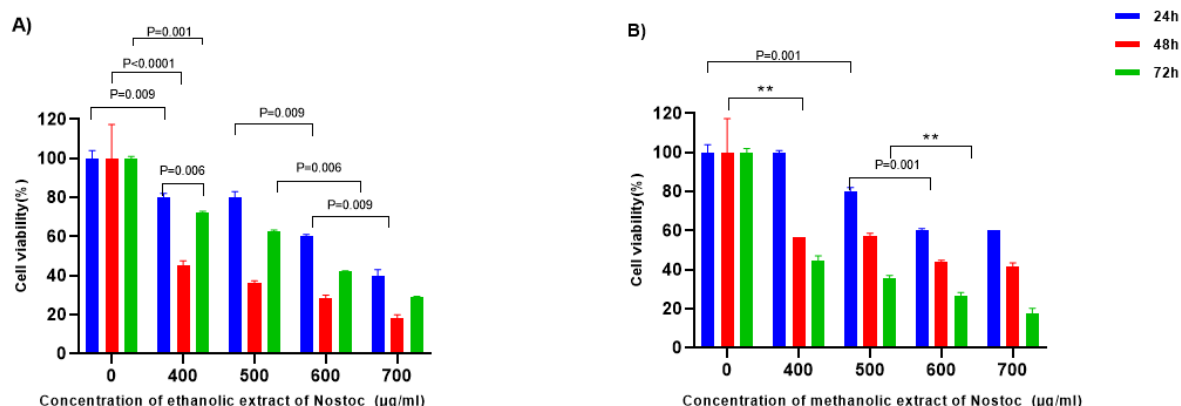 A)
P=0.001
P<0.0001
P=0.009
P=0.009
P=0.006
P=0.006
P=0.009
120
100
80
60
40
20
0
Cell viability(%)
0 400 500 600 700
Concentration of ethanolic extract of Nostoc (µg/ml)
B)
P=0.001
**
**
P=0.001
120
100
80
60
40
20
0
Cell viability(%)
0 400 500 600 700
Concentration of methanolic extract of Nostoc (µg/ml)
24h
48h
72h